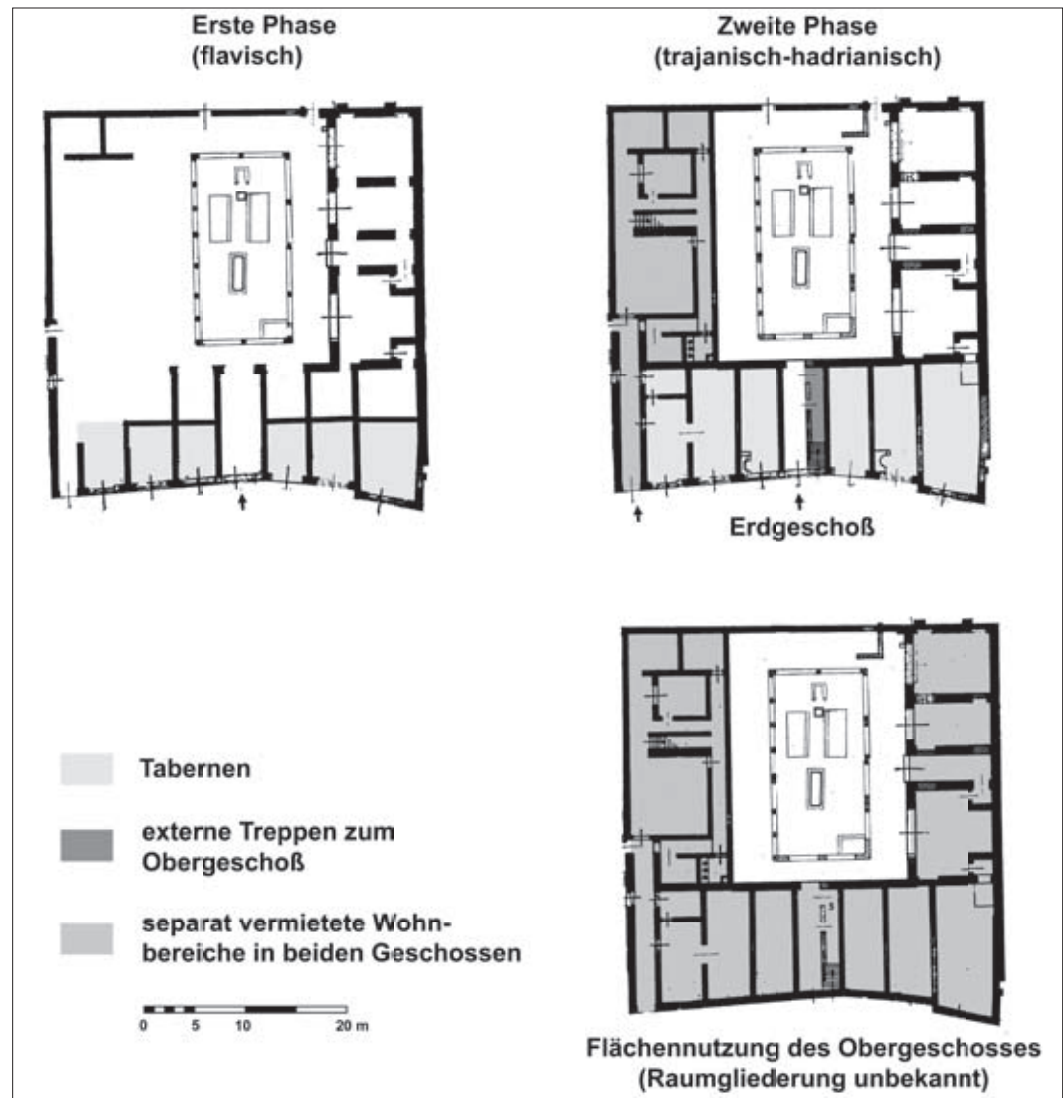 Erste Phase
(flavisch)
Zweite Phase
(trajanisch-hadrianisch)
Erdgeschoß
Tabernen
externe Treppen zum
Obergeschoß
separat vermietete Wohn-
bereiche in beiden Geschossen
0 5 10 20 m
Flächennutzung des Obergeschosses
(Raumgliederung unbekannt)